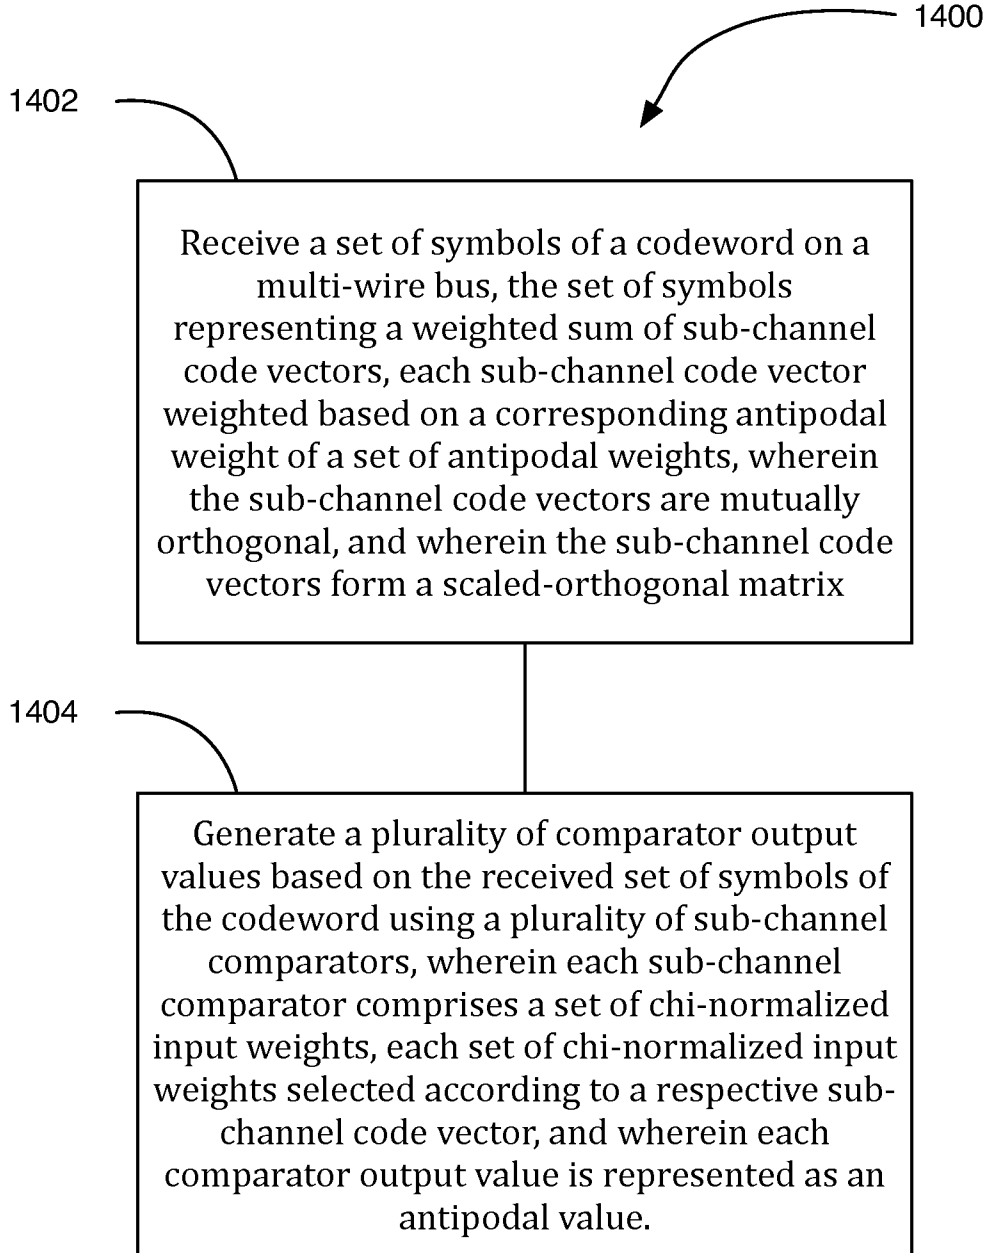 1400
1402
Receive a set of symbols of a codeword on a
multi-wire bus, the set of symbols
representing a weighted sum of sub-channel
code vectors, each sub-channel code vector
weighted based on a corresponding antipodal
weight of a set of antipodal weights, wherein
the sub-channel code vectors are mutually
orthogonal, and wherein the sub-channel code
vectors form a scaled-orthogonal matrix
1404
Generate a plurality of comparator output
values based on the received set of symbols of
the codeword using a plurality of sub-channel
comparators, wherein each sub-channel
comparator comprises a set of chi-normalized
input weights, each set of chi-normalized input
weights selected according to a respective sub-
channel code vector, and wherein each
comparator output value is represented as an
antipodal value.